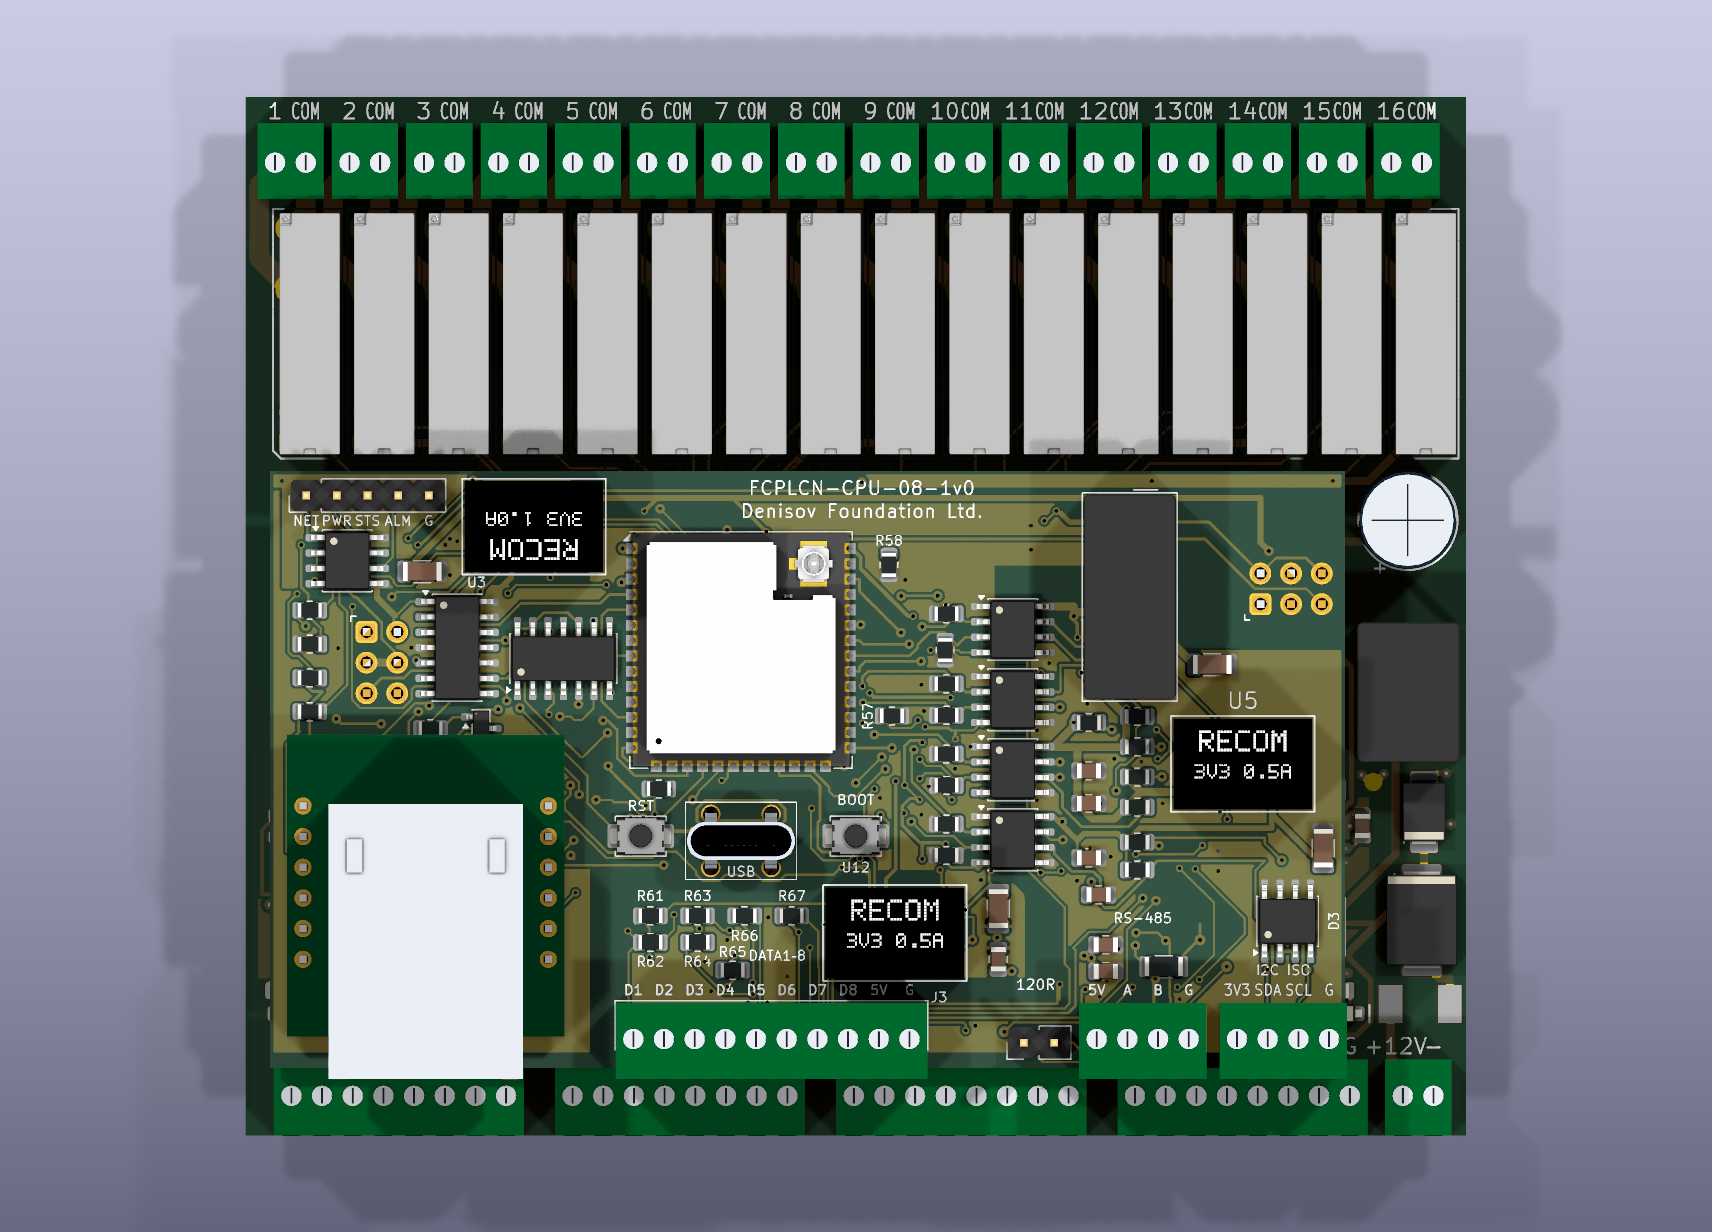 1 COM 2 COM 3 COM 4 COM 5 COM 6 COM 7 COM 8 COM 9 COM 10COM 11COM 12COM 13COM 14COM 15COM 16COM
FCPLCN-CPU-08-1v0
Denisov Foundation Ltd.
NET PWR STS ALM G
3V3 1.0A
RECOM
U3
R58
R57
+
U5
RECOM
3V3 0.5A
RST
BOOT
USB
U12
R61 R63 R67
R66
R62 R64 R65 DATA1-8
RECOM
3V3 0.5A
RS-485
D3
I2C ISO
120R
D1 D2 D3 D4 D5 D6 D7 D8 5V G
J3
5V A B G
3V3 SDA SCL G
G +12V-